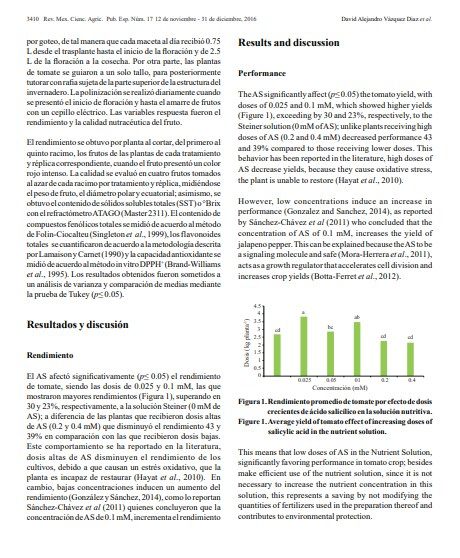 3410 Rev. Mex. Cienc. Agríc. Pub. Esp. Núm. 17 12 de noviembre - 31 de diciembre, 2016
David Alejandro Vázquez Díaz et al.
por goteo, de tal manera que cada maceta al día recibió 0.75
L desde el trasplante hasta el inicio de la floración y de 2.5
L de la floración a la cosecha. Por otra parte, las plantas
de tomate se guiaron a un solo tallo, para posteriormente
tutorar con rafia sujeta de la parte superior de la estructura del
invernadero. La polinización se realizó diariamente cuando
se presentó el inicio de floración y hasta el amarre de frutos
con un cepillo eléctrico. Las variables respuesta fueron el
rendimiento y la calidad nutracéutica del fruto.
El rendimiento se obtuvo por planta al cortar, del primero al
quinto racimo, los frutos de las plantas de cada tratamiento
y réplica correspondiente, cuando el fruto presentó un color
rojo intenso. La calidad se evaluó en cuatro frutos tomados
al azar de cada racimo por tratamiento y réplica, midiéndose
el peso de fruto, el diámetro polar y ecuatorial; asimismo, se
obtuvo el contenido de sólidos solubles totales (SST) o °Brix
con el refractómetro ATAGO (Master 2311). El contenido de
compuestos fenólicos totales se midió de acuerdo al método
de Folin-Ciocalteu (Singleton et al., 1999), los flavonoides
totales se cuantificaron de acuerdo a la metodología descrita
por Lamaison y Carnet (1990) y la capacidad antioxidante se
midió de acuerdo al método in vitro DPPH+ (Brand-Williams
et al., 1995). Los resultados obtenidos fueron sometidos a
un análisis de varianza y comparación de medias mediante
la prueba de Tukey (p≤ 0.05).
Resultados y discusión
Rendimiento
El AS afectó significativamente (p≤ 0.05) el rendimiento
de tomate, siendo las dosis de 0.025 y 0.1 mM, las que
mostraron mayores rendimientos (Figura 1), superando en
30 y 23%, respectivamente, a la solución Steiner (0 mM de
AS); a diferencia de las plantas que recibieron dosis altas
de AS (0.2 y 0.4 mM) que disminuyó el rendimiento 43 y
39% en comparación con las que recibieron dosis bajas.
Este comportamiento se ha reportado en la literatura,
dosis altas de AS disminuyen el rendimiento de los
cultivos, debido a que causan un estrés oxidativo, que la
planta es incapaz de restaurar (Hayat et al., 2010). En
cambio, bajas concentraciones inducen un aumento del
rendimiento (González y Sánchez, 2014), como lo reportan
Sánchez-Chávez et al (2011) quienes concluyeron que la
concentración de AS de 0.1 mM, incrementa el rendimiento
Results and discussion
Performance
The AS significantly affect (p≤ 0.05) the tomato yield, with
doses of 0.025 and 0.1 mM, which showed higher yields
(Figure 1), exceeding by 30 and 23%, respectively, to the
Steiner solution (0 mM of AS); unlike plants receiving high
doses of AS (0.2 and 0.4 mM) decreased performance 43
and 39% compared to those receiving lower doses. This
behavior has been reported in the literature, high doses of
AS decrease yields, because they cause oxidative stress,
the plant is unable to restore (Hayat et al., 2010).
However, low concentrations induce an increase in
performance (Gonzalez and Sanchez, 2014), as reported
by Sánchez-Chávez et al (2011) who concluded that the
concentration of AS of 0.1 mM, increases the yield of
jalapeno pepper. This can be explained because the AS to be
a signaling molecule and safe (Mora-Herrera et al., 2011),
acts as a growth regulator that accelerates cell division and
increases crop yields (Botta-Ferret et al., 2012).
4.5
4
3.5
3
2.5
2
1.5
1
0.5
0
Dosis (kg planta-1)
cd
a
bc
ab
cd
cd
0.025
0.05
01
0.2
0.4
Concentración (mM)
Figura 1. Rendimiento promedio de tomate por efecto de dosis
crecientes de ácido salicílico en la solución nutritiva.
Figure 1. Average yield of tomato effect of increasing doses of
salicylic acid in the nutrient solution.
This means that low doses of AS in the Nutrient Solution,
significantly favoring performance in tomato crop; besides
make efficient use of the nutrient solution, since it is not
necessary to increase the nutrient concentration in this
solution, this represents a saving by not modifying the
quantities of fertilizers used in the preparation thereof and
contributes to environmental protection.